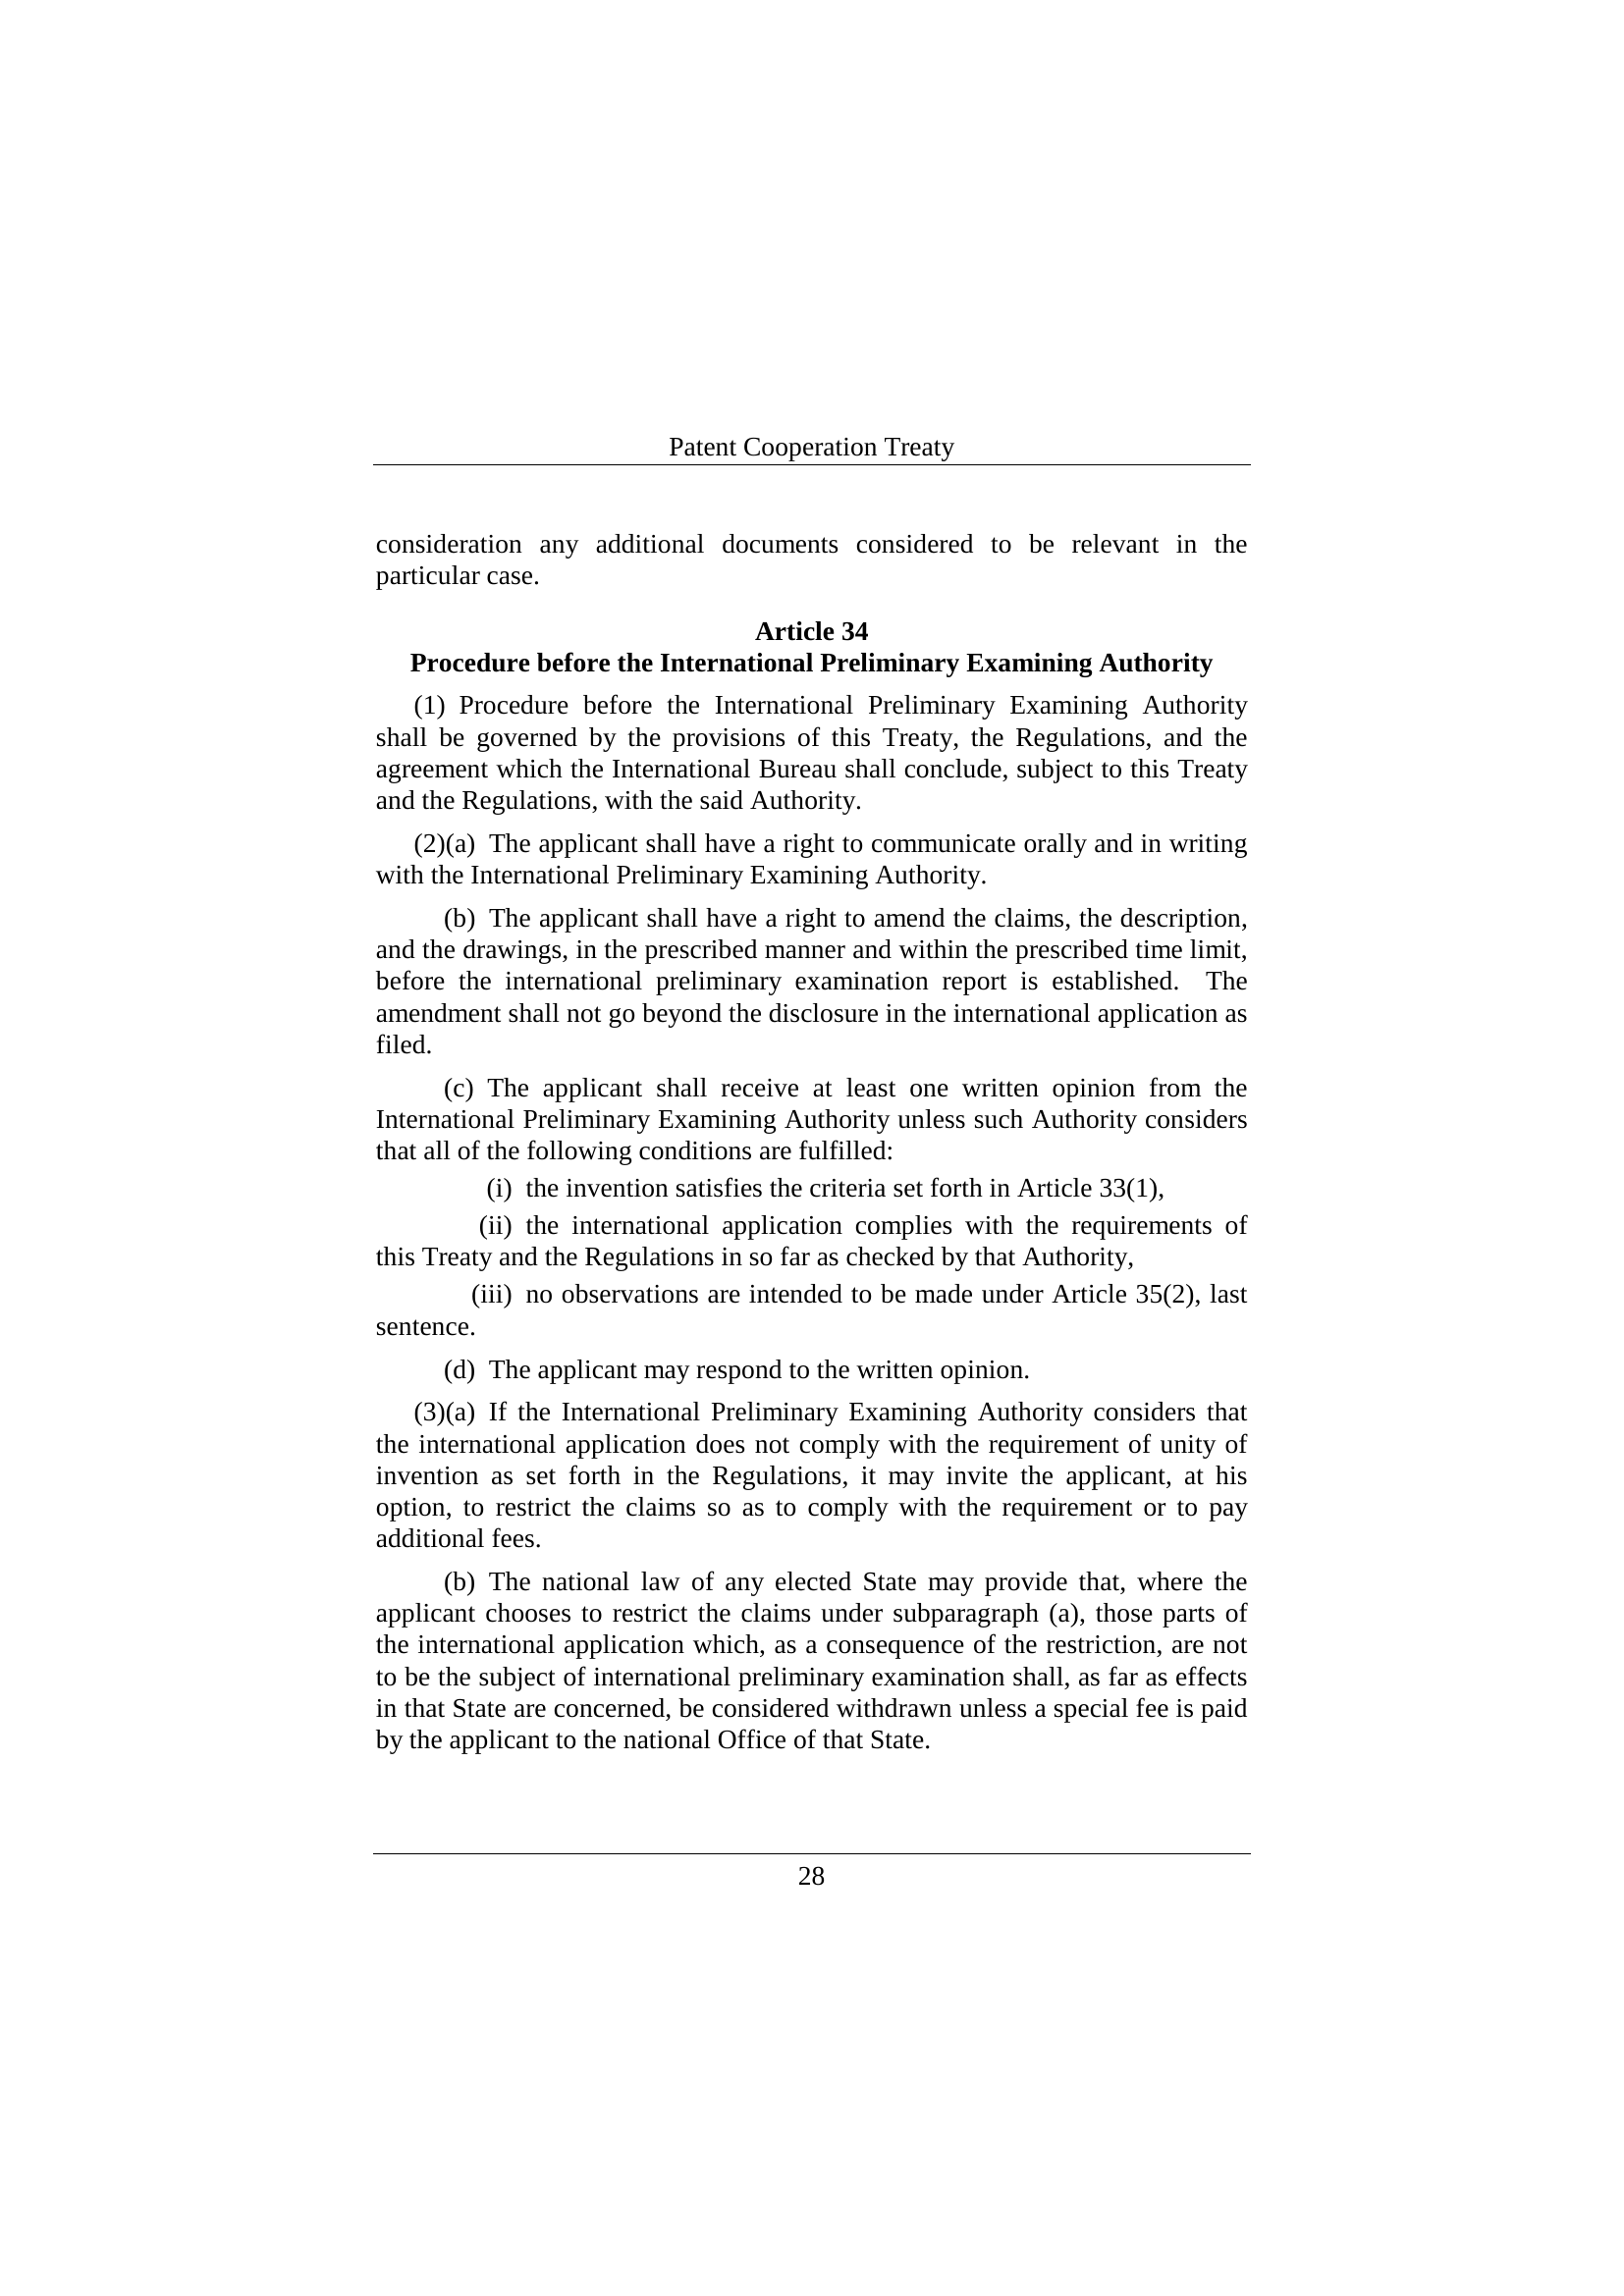 Patent Cooperation Treaty
consideration any additional documents considered to be relevant in the
particular case.
Article 34
Procedure before the International Preliminary Examining Authority
(1) Procedure before the International Preliminary Examining Authority
shall be governed by the provisions of this Treaty, the Regulations, and the
agreement which the International Bureau shall conclude, subject to this Treaty
and the Regulations, with the said Authority.
(2)(a) The applicant shall have a right to communicate orally and in writing
with the International Preliminary Examining Authority.
(b) The applicant shall have a right to amend the claims, the description,
and the drawings, in the prescribed manner and within the prescribed time limit,
before the international preliminary examination report is established. The
amendment shall not go beyond the disclosure in the international application as
filed.
(c) The applicant shall receive at least one written opinion from the
International Preliminary Examining Authority unless such Authority considers
that all of the following conditions are fulfilled:
(i) the invention satisfies the criteria set forth in Article 33(1),
(ii) the international application complies with the requirements of
this Treaty and the Regulations in so far as checked by that Authority,
(iii) no observations are intended to be made under Article 35(2), last
sentence.
(d) The applicant may respond to the written opinion.
(3)(a) If the International Preliminary Examining Authority considers that
the international application does not comply with the requirement of unity of
invention as set forth in the Regulations, it may invite the applicant, at his
option, to restrict the claims so as to comply with the requirement or to pay
additional fees.
(b) The national law of any elected State may provide that, where the
applicant chooses to restrict the claims under subparagraph (a), those parts of
the international application which, as a consequence of the restriction, are not
to be the subject of international preliminary examination shall, as far as effects
in that State are concerned, be considered withdrawn unless a special fee is paid
by the applicant to the national Office of that State.
28